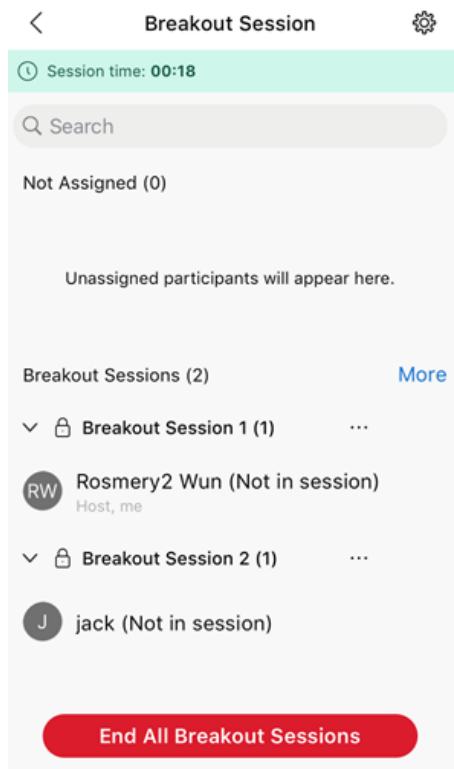 Breakout Session
Session time: 00:18
Search
Not Assigned (0)
Unassigned participants will appear here.
Breakout Sessions (2) More
Breakout Session 1 (1) ...
RW Rosmery2 Wun (Not in session)
Host, me
Breakout Session 2 (1) ...
J jack (Not in session)
End All Breakout Sessions